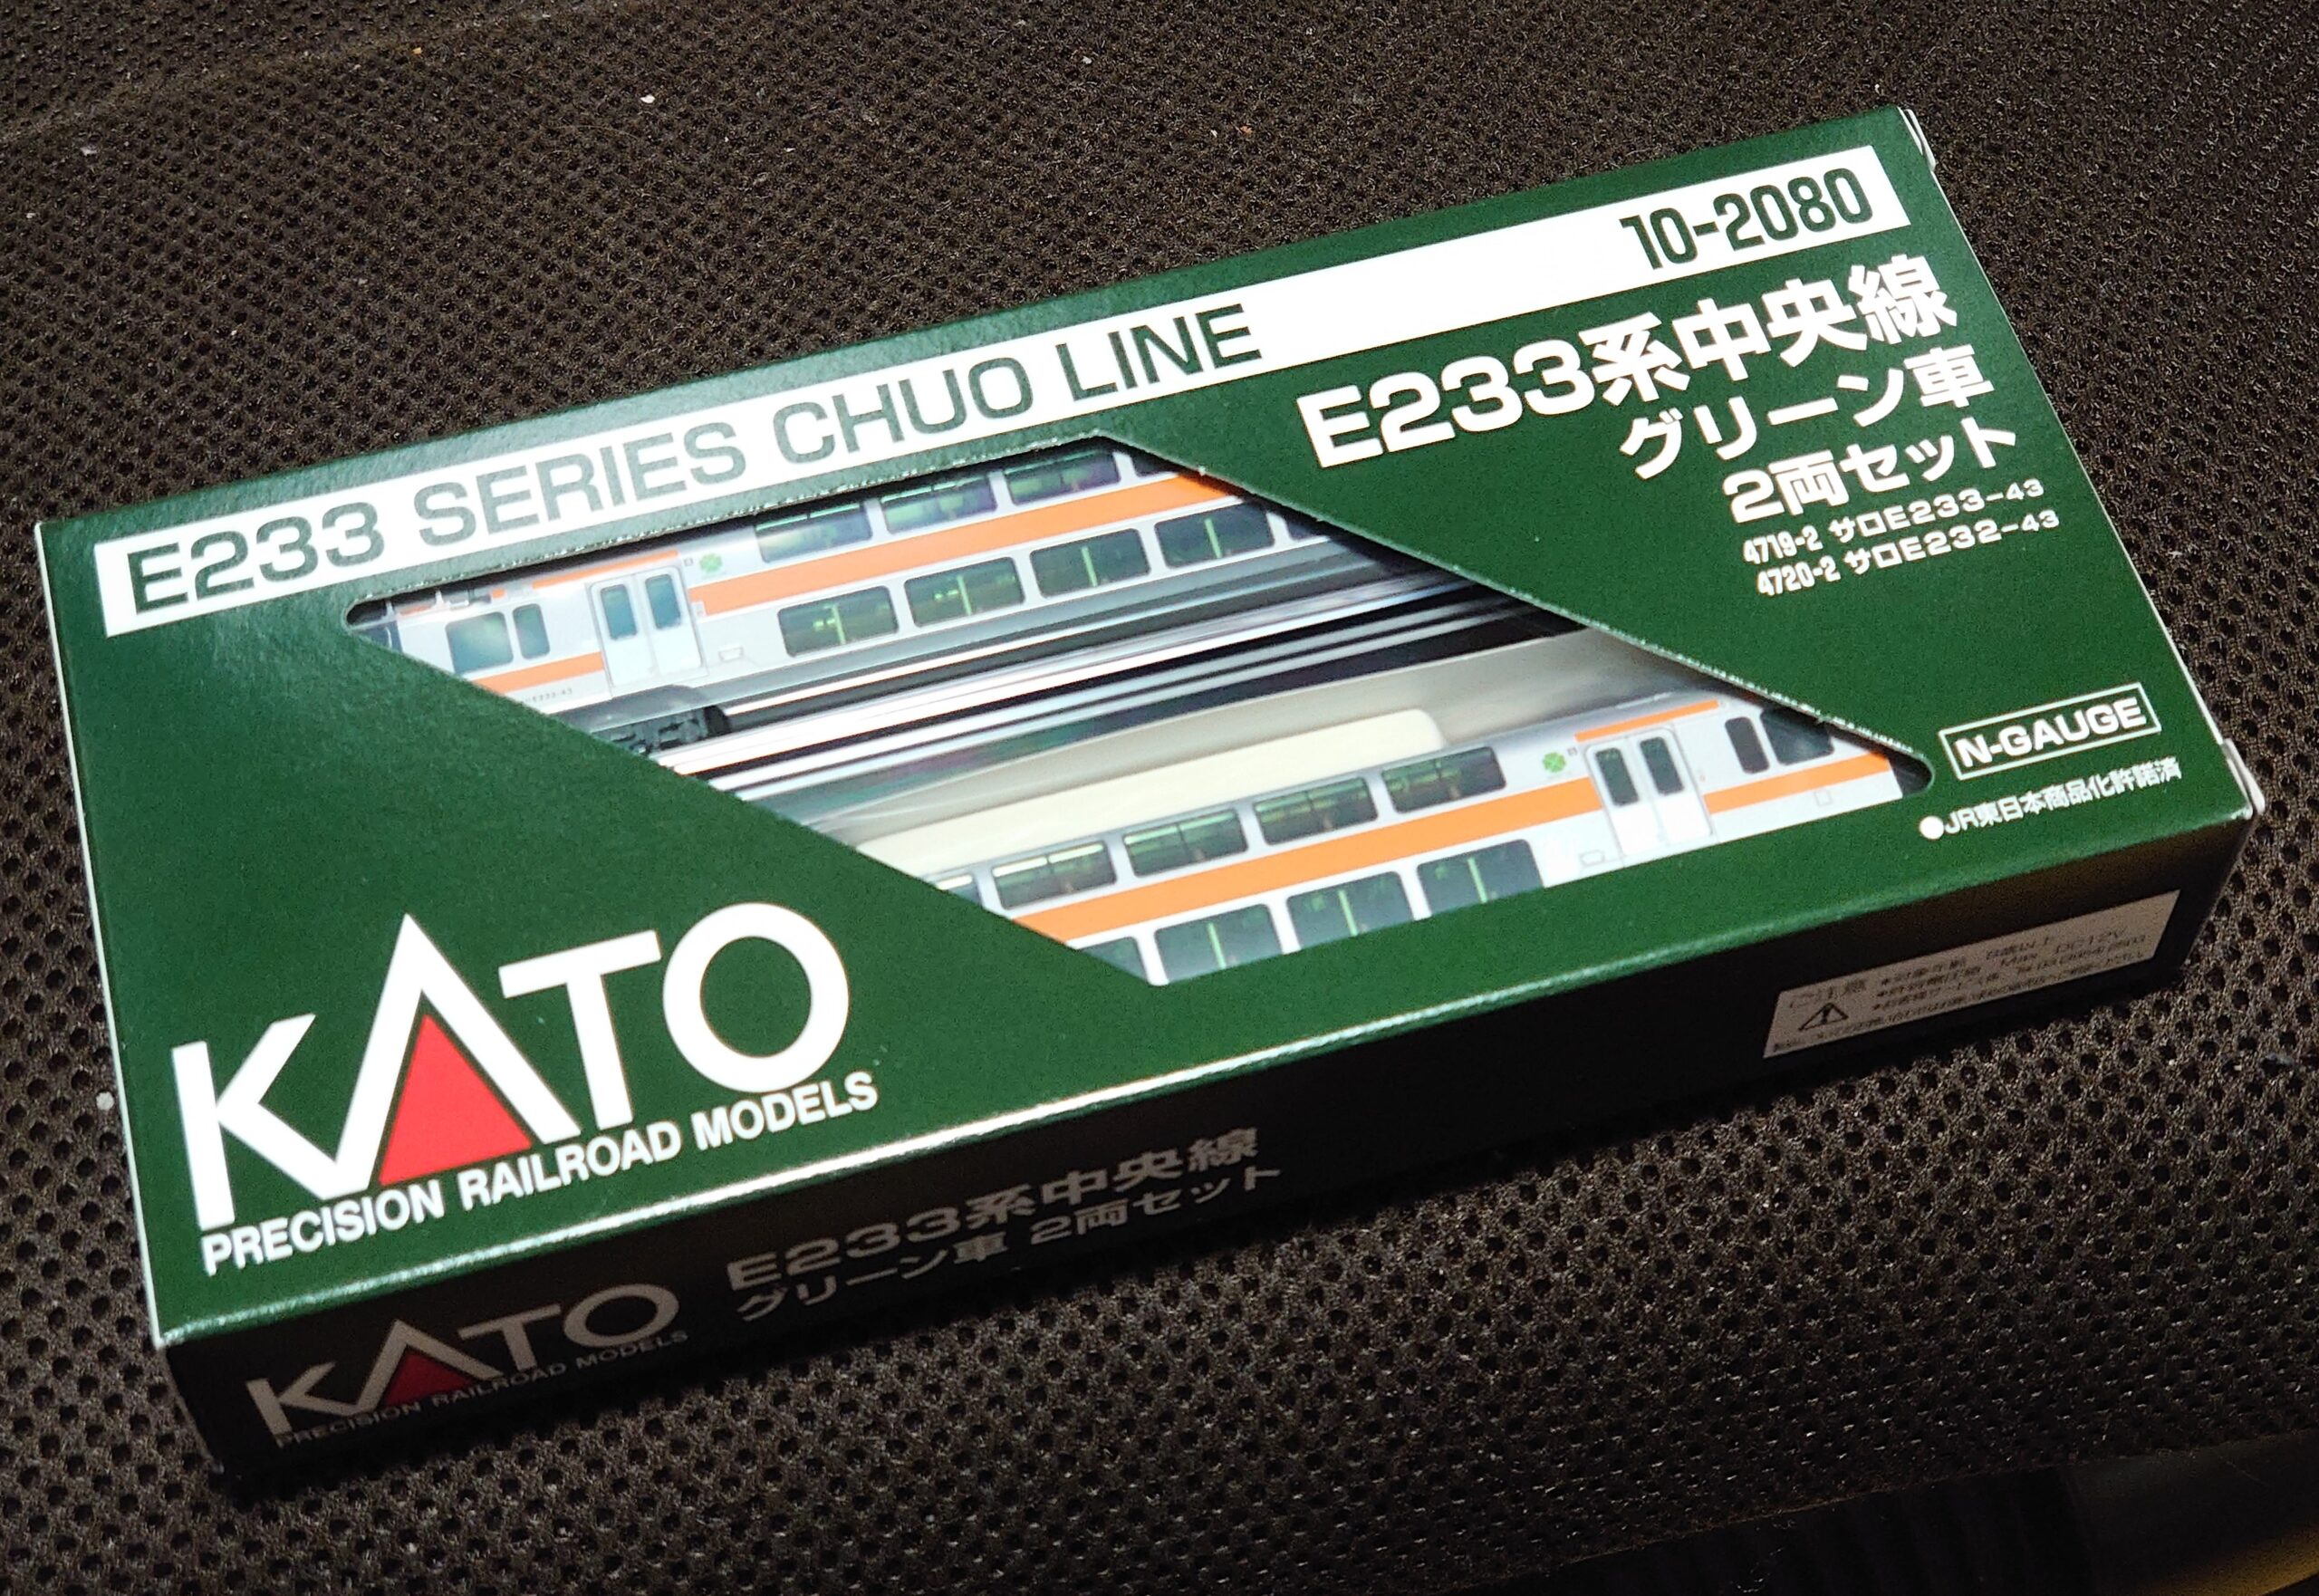 10-2080
E233 SERIES CHUO LINE
E233系中央線
グリーン車
2両セット
4719-2 サロE233-43
4720-2 サロE232-43
N-GAUGE
●JR東日本商品化許諾済
KATO
PRECISION RAILROAD MODELS
KATO
PRECISION RAILROAD MODELS
E233系中央線
グリーン車 2両セット
ご注意
DC12V